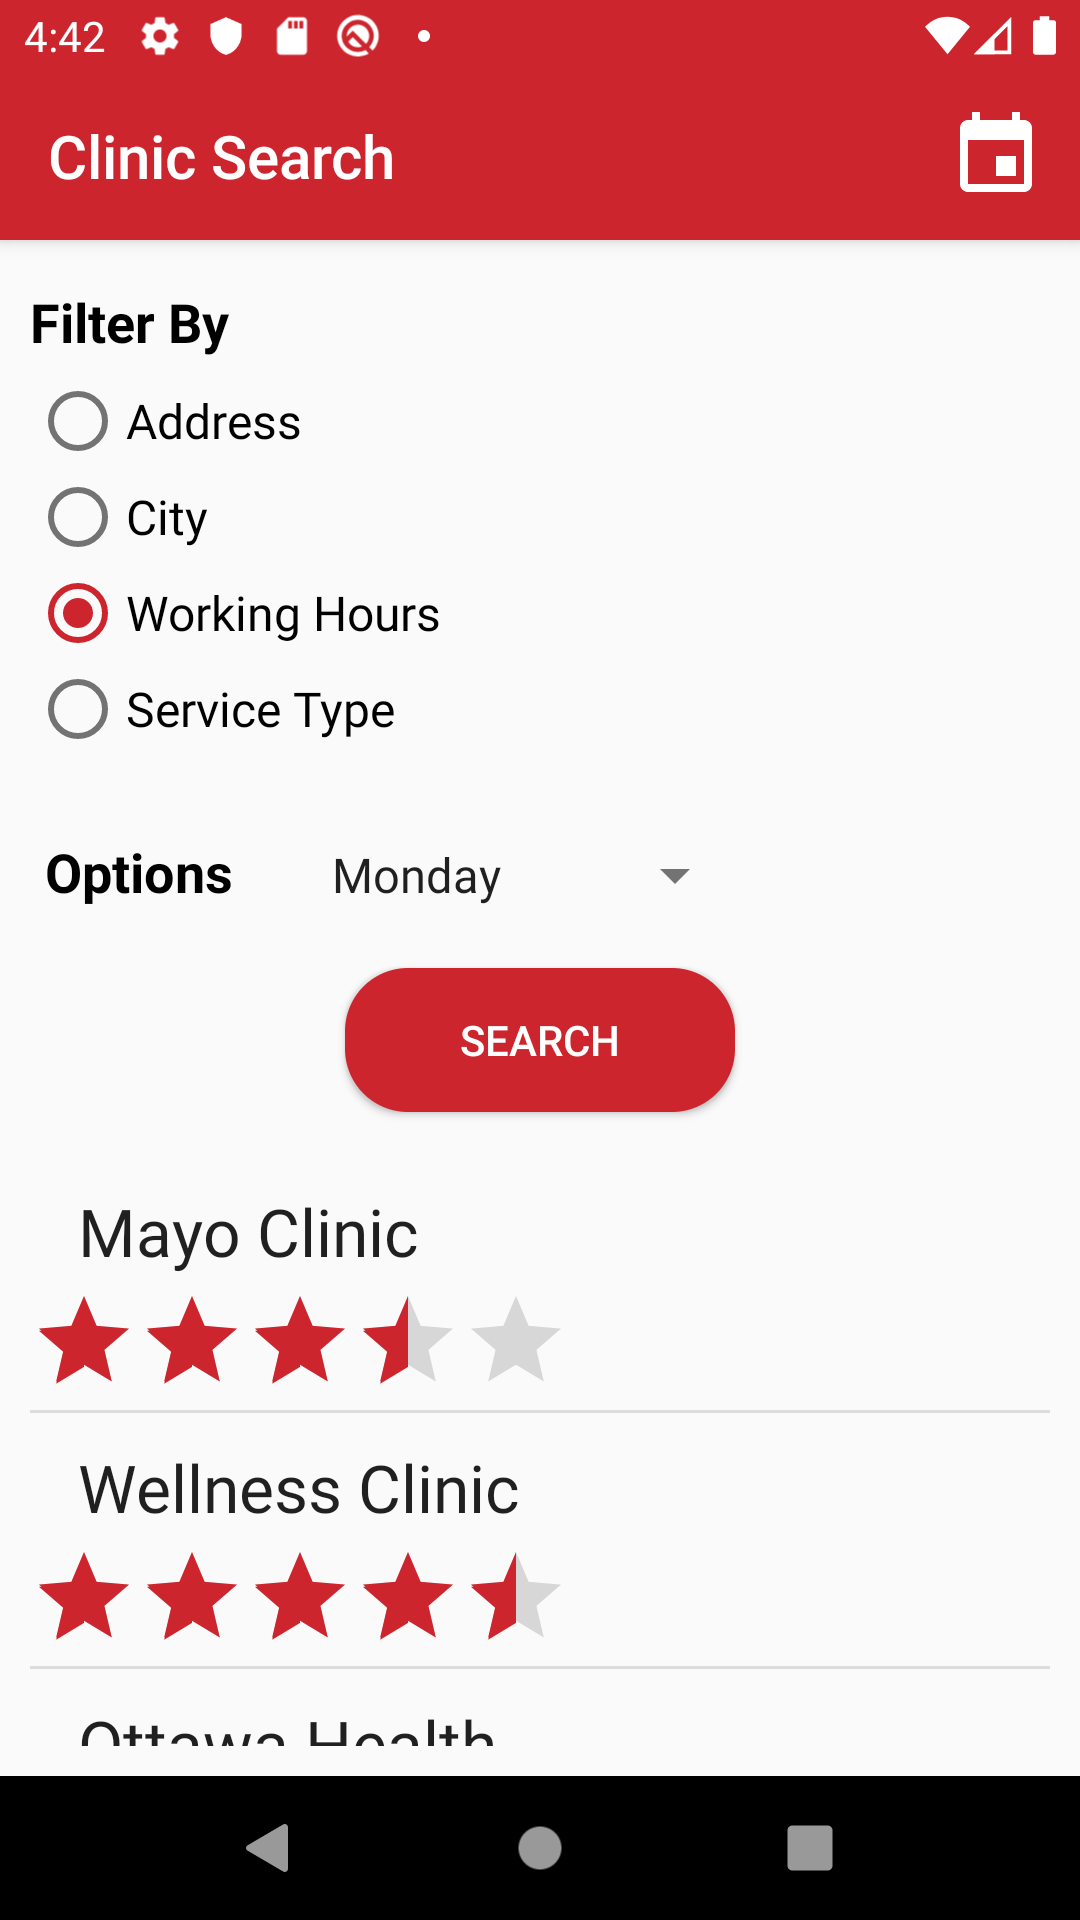 4:42
Clinic Search
Filter By
Address
City
Working Hours
Service Type
Options Monday
SEARCH
Mayo Clinic
Wellness Clinic
Ottawa Health